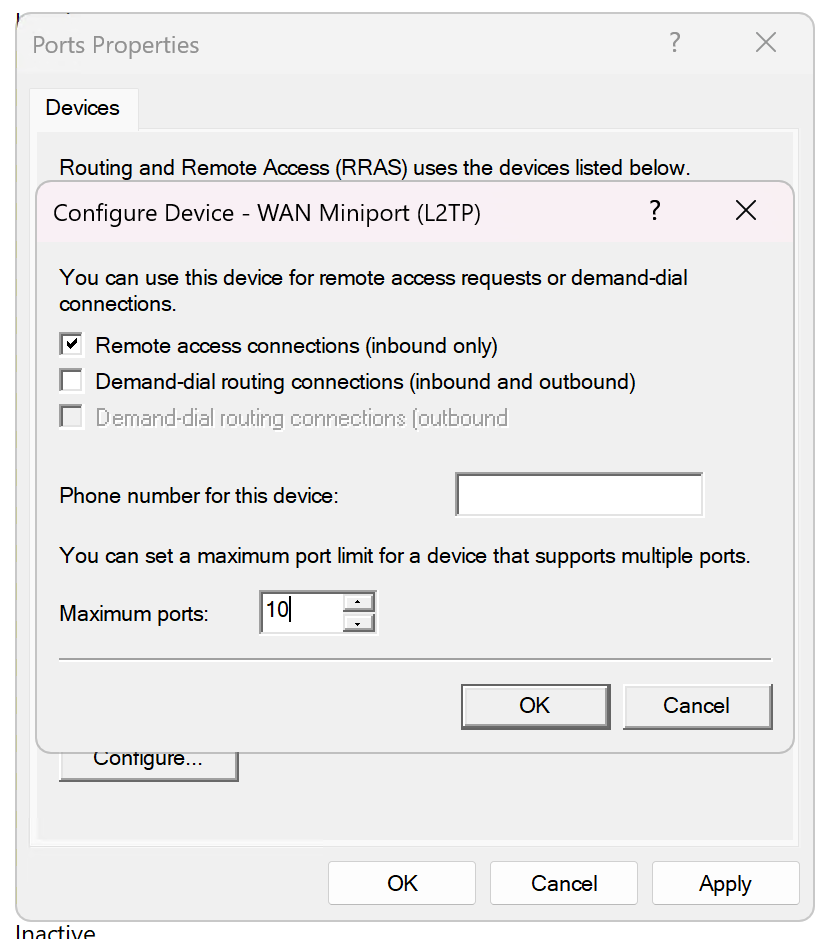 Ports Properties
?
Devices
Routing and Remote Access (RRAS) uses the devices listed below.
Configure Device - WAN Miniport (L2TP)
?
You can use this device for remote access requests or demand-dial
connections.
Remote access connections (inbound only)
Demand-dial routing connections (inbound and outbound)
Demand-dial routing connections (outbound
Phone number for this device:
You can set a maximum port limit for a device that supports multiple ports.
Maximum ports: 10
OK Cancel
Configure...
OK Cancel Apply
Inactive